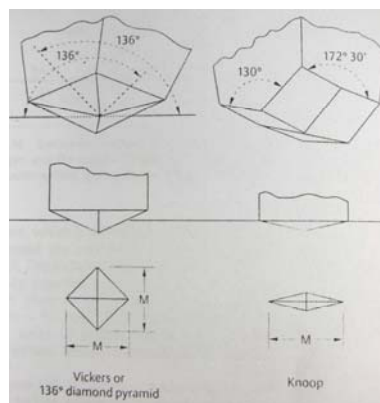 136°
136°
130°
172° 30'
M
M
M
Vickers or
136° diamond pyramid
Knoop